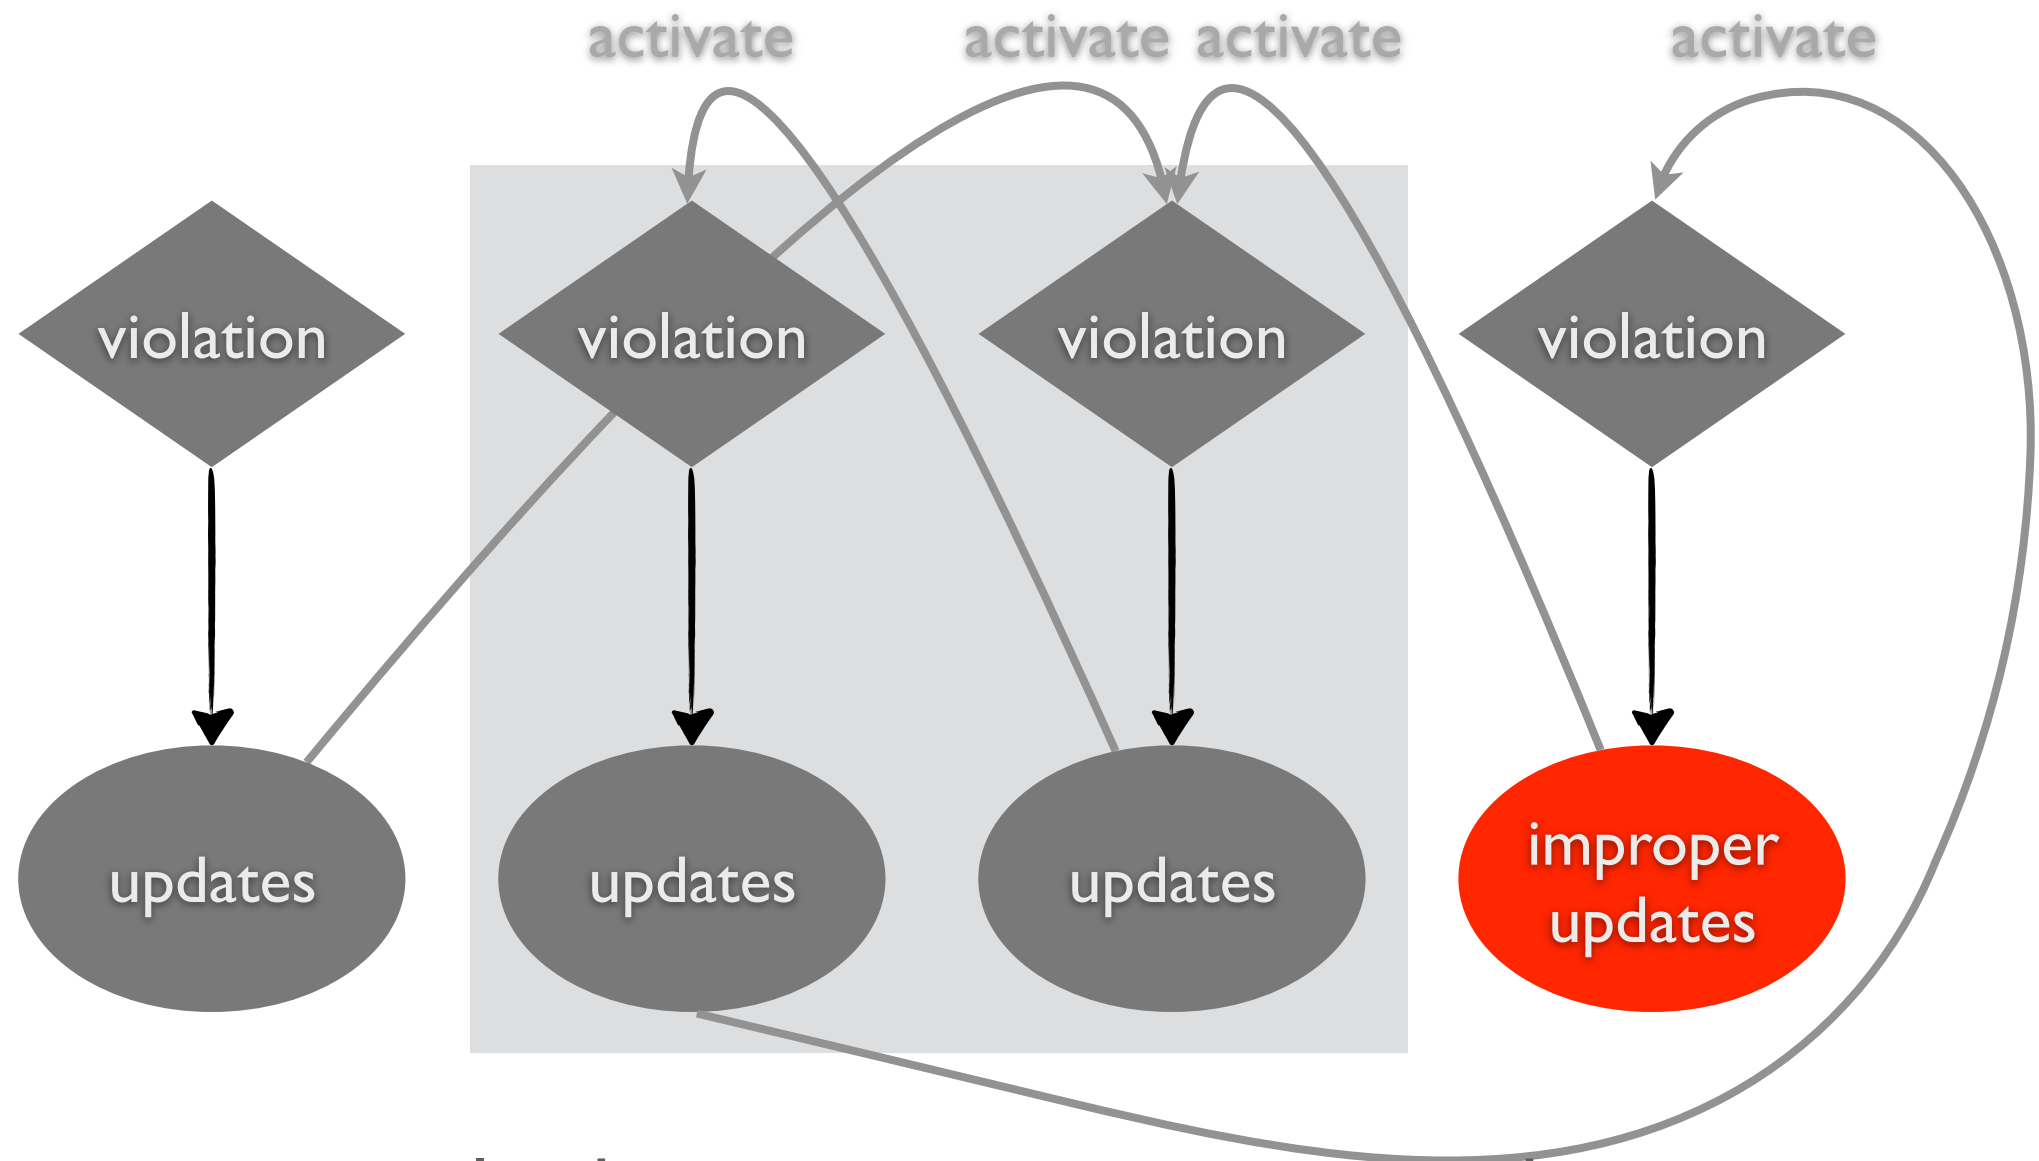 activate activate activate activate
violation violation violation violation
updates updates updates improper
updates